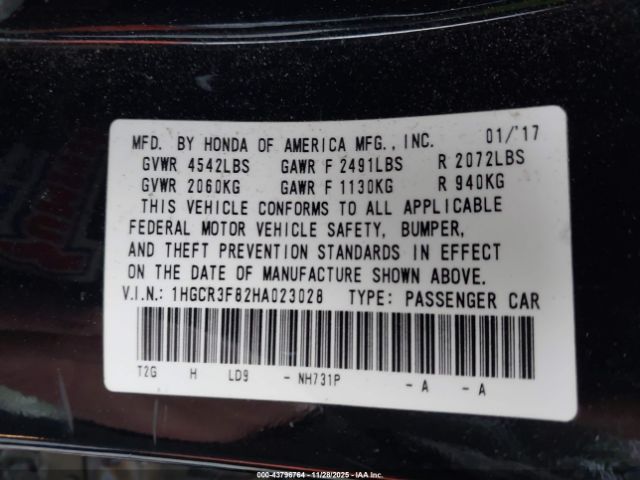 MFD. BY HONDA OF AMERICA MFG., INC. 01/'17
GVWR 4542LBS GAWR F 2491LBS R 2072LBS
GVWR 2060KG GAWR F 1130KG R 940KG
THIS VEHICLE CONFORMS TO ALL APPLICABLE
FEDERAL MOTOR VEHICLE SAFETY, BUMPER,
AND THEFT PREVENTION STANDARDS IN EFFECT
ON THE DATE OF MANUFACTURE SHOWN ABOVE.
V.I.N.: 1HGCR3F82HA023028 TYPE: PASSENGER CAR
T2G H LD9 - NH731P - A - A
000-43796764 - 11/28/2025 - IAA Inc.